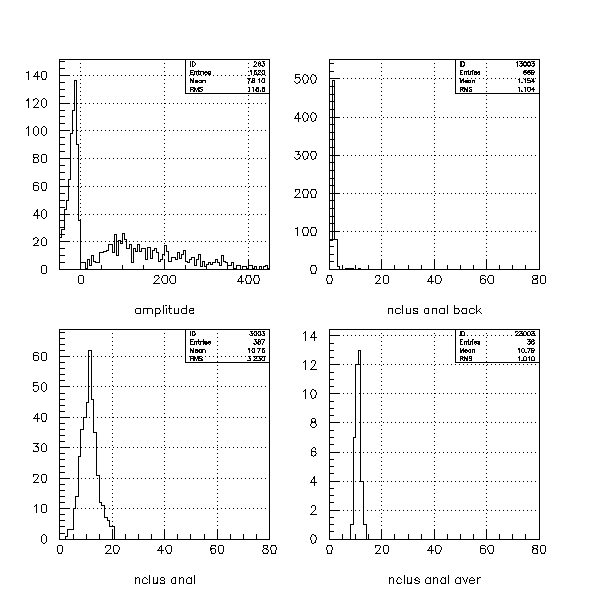 ID 263
Entries 1620
Mean 78.10
RMS 118.6
140
120
100
80
60
40
20
0
0 200 400
amplitude
ID 13003
Entries 669
Mean 1.154
RMS 1.104
500
400
300
200
100
0
0 20 40 60 80
nclus anal back
ID 3003
Entries 387
Mean 10.76
RMS 3.230
60
50
40
30
20
10
0
0 20 40 60 80
nclus anal
ID 23003
Entries 36
Mean 10.79
RMS 1.010
14
12
10
8
6
4
2
0
0 20 40 60 80
nclus anal aver